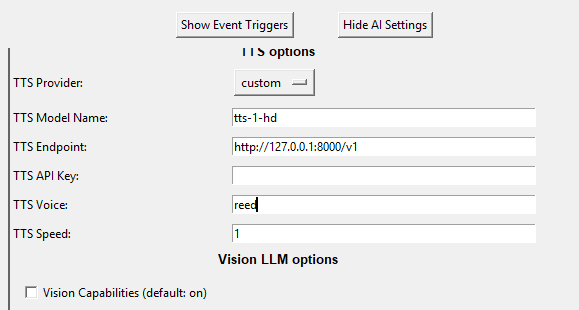 Show Event Triggers Hide AI Settings
TTS options
TTS Provider: custom
TTS Model Name: tts-1-hd
TTS Endpoint: http://127.0.0.1:8000/v1
TTS API Key:
TTS Voice: reed
TTS Speed: 1
Vision LLM options
Vision Capabilities (default: on)